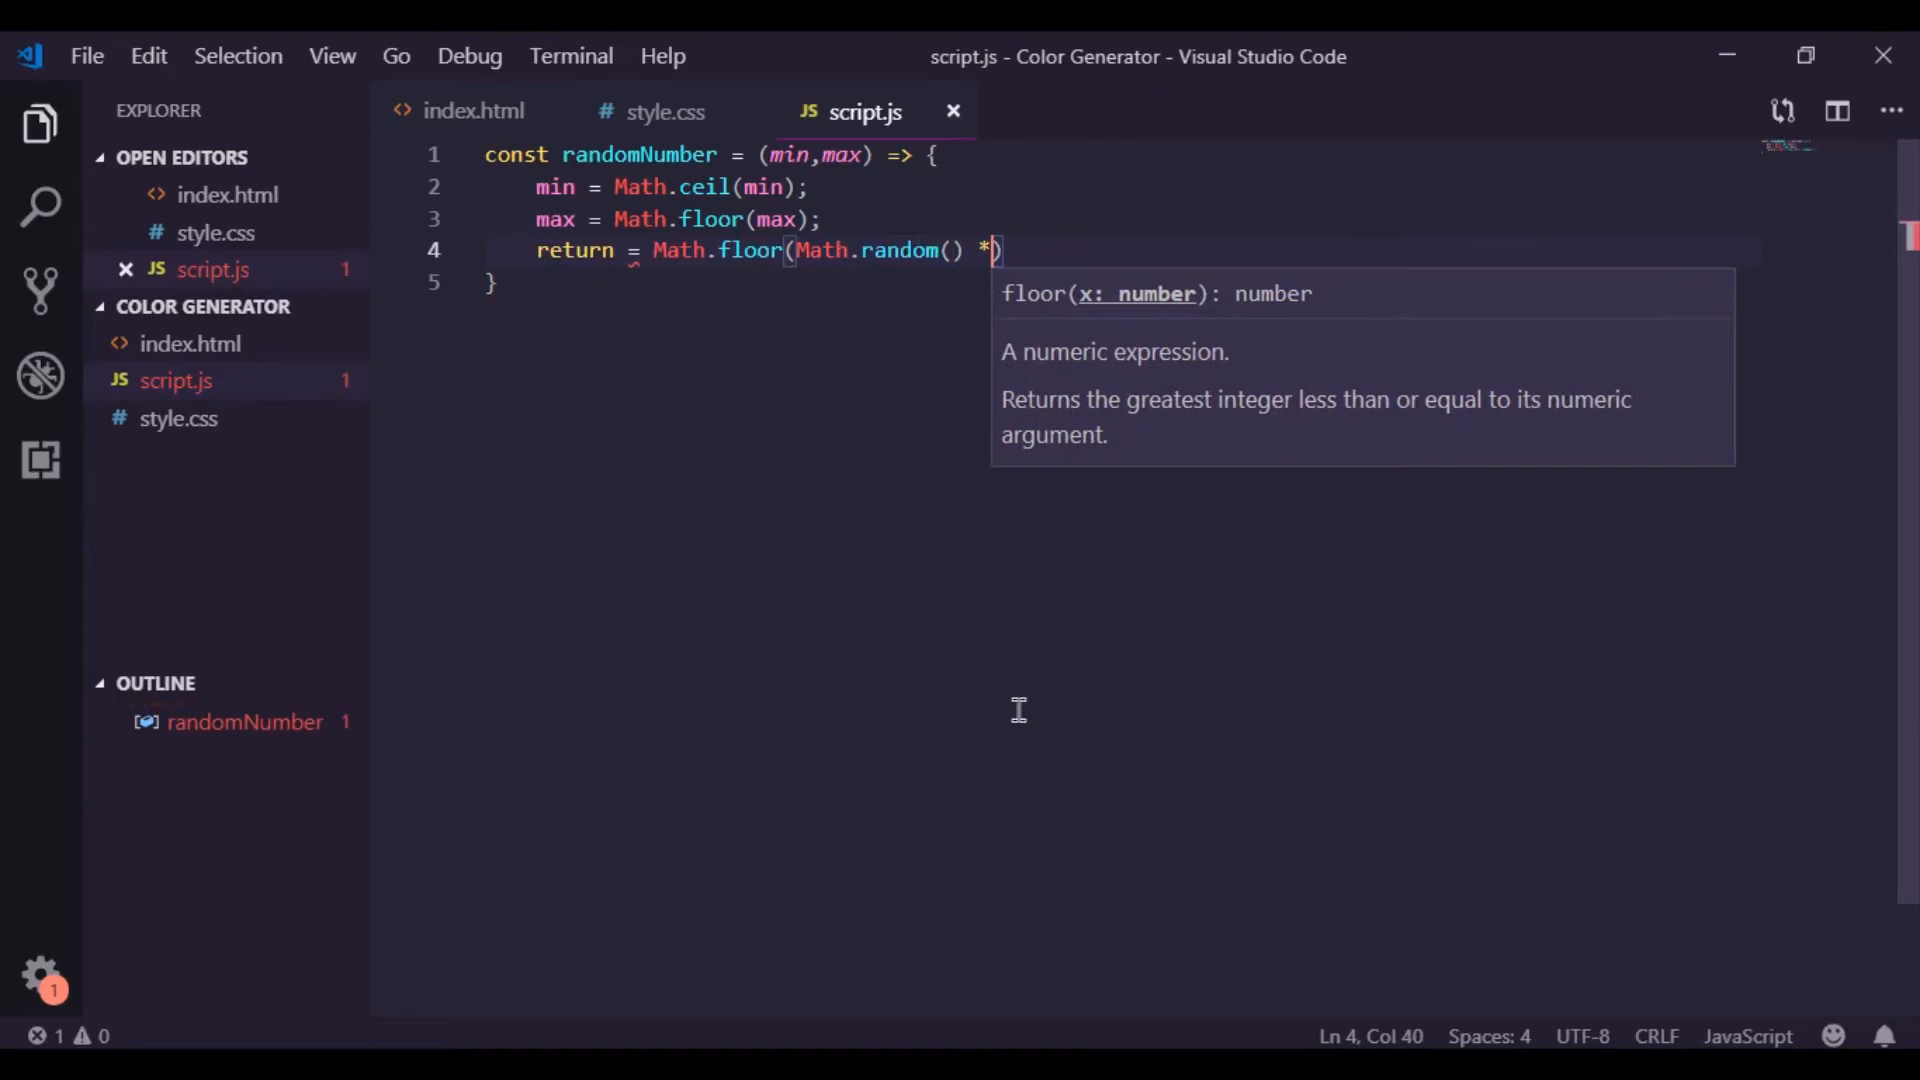 File Edit Selection View Go Debug Terminal Help script.js - Color Generator - Visual Studio Code
EXPLORER
OPEN EDITORS
<> index.html
# style.css
JS script.js 1
COLOR GENERATOR
<> index.html
JS script.js 1
# style.css
OUTLINE
randomNumber 1
1
<> index.html # style.css JS script.js
1 const randomNumber = (min,max) => {
2 min = Math.ceil(min);
3 max = Math.floor(max);
4 return = Math.floor(Math.random() *)
5 }
floor(x: number): number
A numeric expression.
Returns the greatest integer less than or equal to its numeric
argument.
1 0 Ln 4, Col 40 Spaces: 4 UTF-8 CRLF JavaScript